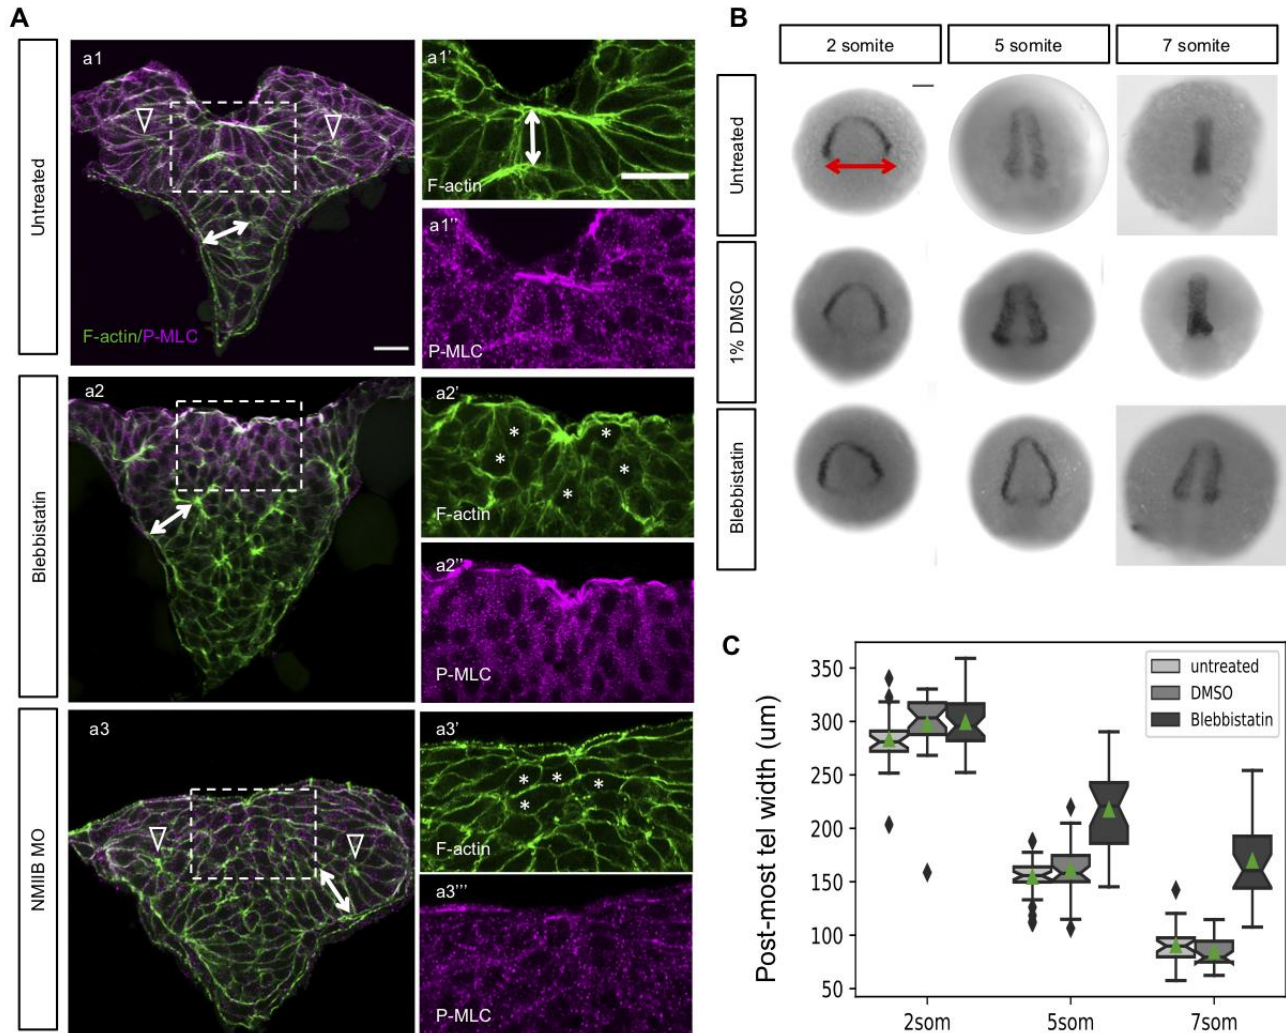 A
Untreated
a1
F-actin/P-MLC
a1'
F-actin
a1''
P-MLC
Blebbistatin
a2
a2'
* * * * *
F-actin
a2''
P-MLC
NMIIB MO
a3
a3'
* * * *
F-actin
a3'''
P-MLC
B
2 somite
5 somite
7 somite
Untreated
1% DMSO
Blebbistatin
C
Post-most tel width (um)
350
300
250
200
150
100
50
untreated
DMSO
Blebbistatin
2som
5som
7som